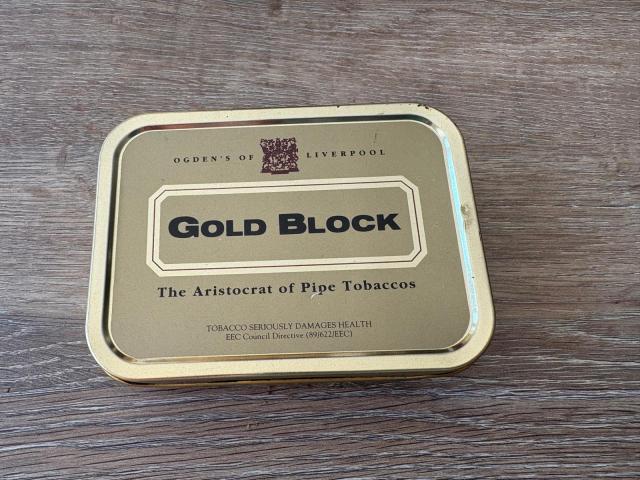 OGDEN'S OF LIVERPOOL
GOLD BLOCK
The Aristocrat of Pipe Tobaccos
TOBACCO SERIOUSLY DAMAGES HEALTH
EEC Council Directive (89/622/EEC)